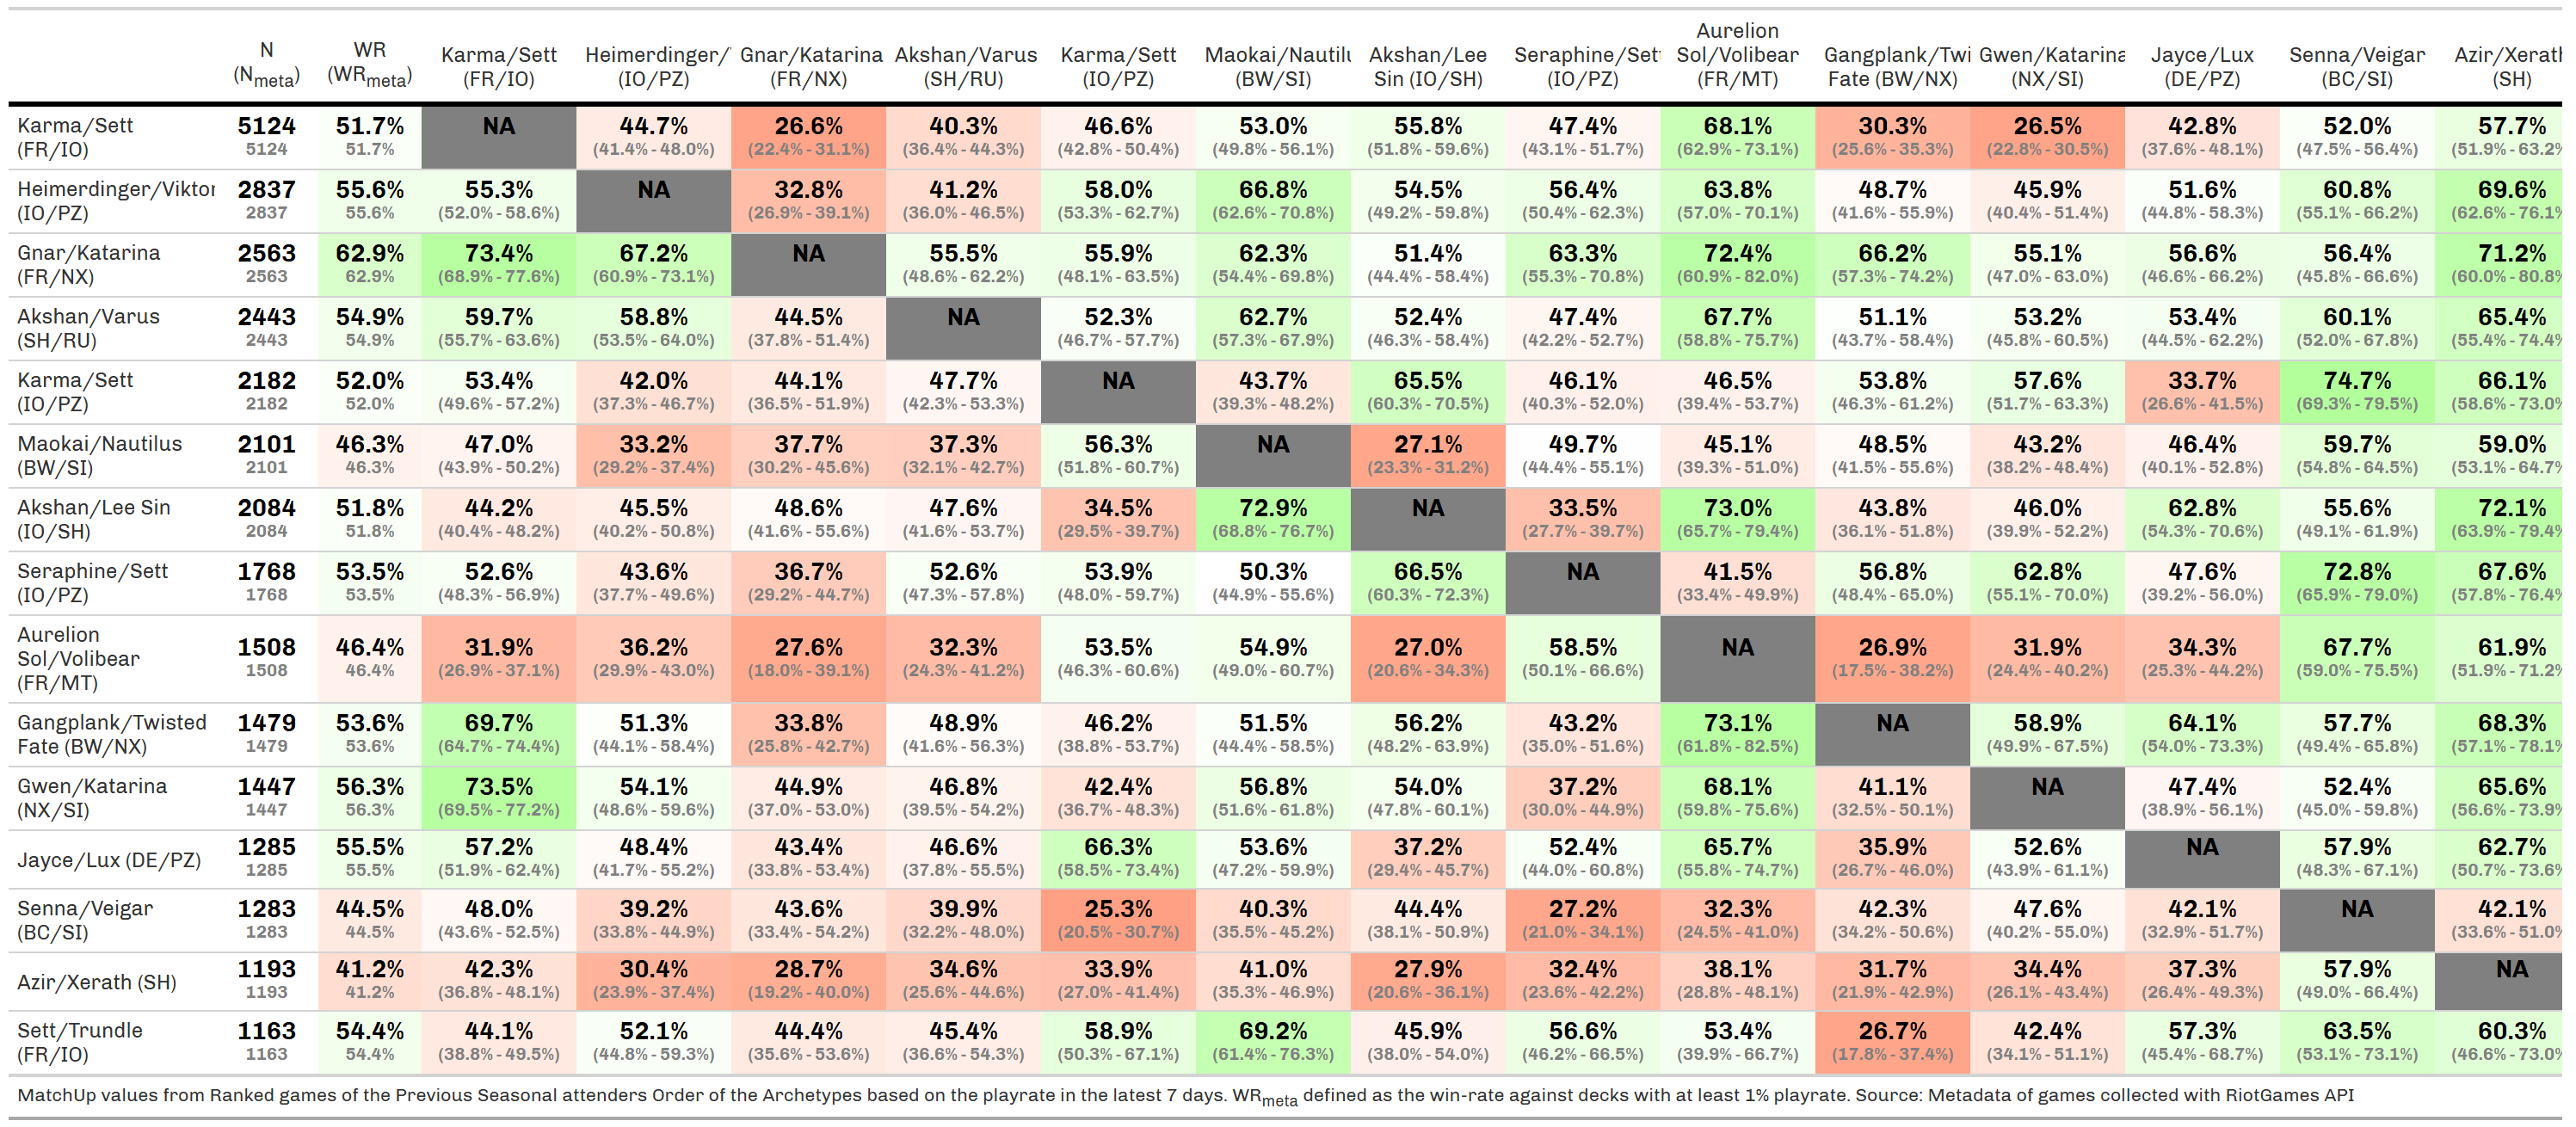 N (N meta) WR (WR meta) Karma/Sett (FR/IO) Heimerdinger/ (IO/PZ) Gnar/Katarina (FR/NX) Akshan/Varus (SH/RU) Karma/Sett (IO/PZ) Maokai/Nautilu (BW/SI) Akshan/Lee Sin (IO/SH) Seraphine/Sett (IO/PZ) Aurelion Sol/Volibear (FR/MT) Gangplank/Twi Fate (BW/NX) Gwen/Katarina (NX/SI) Jayce/Lux (DE/PZ) Senna/Veigar (BC/SI) Azir/Xerath (SH)
Karma/Sett 5124 51.7% NA 44.7% 26.6% 40.3% 46.6% 53.0% 55.8% 47.4% 68.1% 30.3% 26.5% 42.8% 52.0% 57.7%
(FR/IO) 5124 51.7% (41.4% - 48.0%) (22.4% - 31.1%) (36.4% - 44.3%) (42.8% - 50.4%) (49.8% - 56.1%) (51.8% - 59.6%) (43.1% - 51.7%) (62.9% - 73.1%) (25.6% - 35.3%) (22.8% - 30.5%) (37.6% - 48.1%) (47.5% - 56.4%) (51.9% - 63.2%
Heimerdinger/Viktor 2837 55.6% 55.3% NA 32.8% 41.2% 58.0% 66.8% 54.5% 56.4% 63.8% 48.7% 45.9% 51.6% 60.8% 69.6%
(IO/PZ) 2837 55.6% (52.0% - 58.6%) (26.9% - 39.1%) (36.0% - 46.5%) (53.3% - 62.7%) (62.6% - 70.8%) (49.2% - 59.8%) (50.4% - 62.3%) (57.0% - 70.1%) (41.6% - 55.9%) (40.4% - 51.4%) (44.8% - 58.3%) (55.1% - 66.2%) (62.6% - 76.1%
Gnar/Katarina 2563 62.9% 73.4% 67.2% NA 55.5% 55.9% 62.3% 51.4% 63.3% 72.4% 66.2% 55.1% 56.6% 56.4% 71.2%
(FR/NX) 2563 62.9% (68.9% - 77.6%) (60.9% - 73.1%) (48.6% - 62.2%) (48.1% - 63.5%) (54.4% - 69.8%) (44.4% - 58.4%) (55.3% - 70.8%) (60.9% - 82.0%) (57.3% - 74.2%) (47.0% - 63.0%) (46.6% - 66.2%) (45.8% - 66.6%) (60.0% - 80.8%
Akshan/Varus 2443 54.9% 59.7% 58.8% 44.5% NA 52.3% 62.7% 52.4% 47.4% 67.7% 51.1% 53.2% 53.4% 60.1% 65.4%
(SH/RU) 2443 54.9% (55.7% - 63.6%) (53.5% - 64.0%) (37.8% - 51.4%) (46.7% - 57.7%) (57.3% - 67.9%) (46.3% - 58.4%) (42.2% - 52.7%) (58.8% - 75.7%) (43.7% - 58.4%) (45.8% - 60.5%) (44.5% - 62.2%) (52.0% - 67.8%) (55.4% - 74.4%
Karma/Sett 2182 52.0% 53.4% 42.0% 44.1% 47.7% NA 43.7% 65.5% 46.1% 46.5% 53.8% 57.6% 33.7% 74.7% 66.1%
(IO/PZ) 2182 52.0% (49.6% - 57.2%) (37.3% - 46.7%) (36.5% - 51.9%) (42.3% - 53.3%) (39.3% - 48.2%) (60.3% - 70.5%) (40.3% - 52.0%) (39.4% - 53.7%) (46.3% - 61.2%) (51.7% - 63.3%) (26.6% - 41.5%) (69.3% - 79.5%) (58.6% - 73.0%
Maokai/Nautilus 2101 46.3% 47.0% 33.2% 37.7% 37.3% 56.3% NA 27.1% 49.7% 45.1% 48.5% 43.2% 46.4% 59.7% 59.0%
(BW/SI) 2101 46.3% (43.9% - 50.2%) (29.2% - 37.4%) (30.2% - 45.6%) (32.1% - 42.7%) (51.8% - 60.7%) (23.3% - 31.2%) (44.4% - 55.1%) (39.3% - 51.0%) (41.5% - 55.6%) (38.2% - 48.4%) (40.1% - 52.8%) (54.8% - 64.5%) (53.1% - 64.7%
Akshan/Lee Sin 2084 51.8% 44.2% 45.5% 48.6% 47.6% 34.5% 72.9% NA 33.5% 73.0% 43.8% 46.0% 62.8% 55.6% 72.1%
(IO/SH) 2084 51.8% (40.4% - 48.2%) (40.2% - 50.8%) (41.6% - 55.6%) (41.6% - 53.7%) (29.5% - 39.7%) (68.8% - 76.7%) (27.7% - 39.7%) (65.7% - 79.4%) (36.1% - 51.8%) (39.9% - 52.2%) (54.3% - 70.6%) (49.1% - 61.9%) (63.9% - 79.4%
Seraphine/Sett 1768 53.5% 52.6% 43.6% 36.7% 52.6% 53.9% 50.3% 66.5% NA 41.5% 56.8% 62.8% 47.6% 72.8% 67.6%
(IO/PZ) 1768 53.5% (48.3% - 56.9%) (37.7% - 49.6%) (29.2% - 44.7%) (47.3% - 57.8%) (48.0% - 59.7%) (44.9% - 55.6%) (60.3% - 72.3%) (33.4% - 49.9%) (48.4% - 65.0%) (55.1% - 70.0%) (39.2% - 56.0%) (65.9% - 79.0%) (57.8% - 76.4%
Aurelion
Sol/Volibear 1508 46.4% 31.9% 36.2% 27.6% 32.3% 53.5% 54.9% 27.0% 58.5% NA 26.9% 31.9% 34.3% 67.7% 61.9%
(FR/MT) 1508 46.4% (26.9% - 37.1%) (29.9% - 43.0%) (18.0% - 39.1%) (24.3% - 41.2%) (46.3% - 60.6%) (49.0% - 60.7%) (20.6% - 34.3%) (50.1% - 66.6%) (17.5% - 38.2%) (24.4% - 40.2%) (25.3% - 44.2%) (59.0% - 75.5%) (51.9% - 71.2%
Gangplank/Twisted 1479 53.6% 69.7% 51.3% 33.8% 48.9% 46.2% 51.5% 56.2% 43.2% 73.1% NA 58.9% 64.1% 57.7% 68.3%
Fate (BW/NX) 1479 53.6% (64.7% - 74.4%) (44.1% - 58.4%) (25.8% - 42.7%) (41.6% - 56.3%) (38.8% - 53.7%) (44.4% - 58.5%) (48.2% - 63.9%) (35.0% - 51.6%) (61.8% - 82.5%) (49.9% - 67.5%) (54.0% - 73.3%) (49.4% - 65.8%) (57.1% - 78.1%
Gwen/Katarina 1447 56.3% 73.5% 54.1% 44.9% 46.8% 42.4% 56.8% 54.0% 37.2% 68.1% 41.1% NA 47.4% 52.4% 65.6%
(NX/SI) 1447 56.3% (69.5% - 77.2%) (48.6% - 59.6%) (37.0% - 53.0%) (39.5% - 54.2%) (36.7% - 48.3%) (51.6% - 61.8%) (47.8% - 60.1%) (30.0% - 44.9%) (59.8% - 75.6%) (32.5% - 50.1%) (38.9% - 56.1%) (45.0% - 59.8%) (56.6% - 73.9%
Jayce/Lux (DE/PZ) 1285 55.5% 57.2% 48.4% 43.4% 46.6% 66.3% 53.6% 37.2% 52.4% 65.7% 35.9% 52.6% NA 57.9% 62.7%
1285 55.5% (51.9% - 62.4%) (41.7% - 55.2%) (33.8% - 53.4%) (37.8% - 55.5%) (58.5% - 73.4%) (47.2% - 59.9%) (29.4% - 45.7%) (44.0% - 60.8%) (55.8% - 74.7%) (26.7% - 46.0%) (43.9% - 61.1%) (48.3% - 67.1%) (50.7% - 73.6%
Senna/Veigar 1283 44.5% 48.0% 39.2% 43.6% 39.9% 25.3% 40.3% 44.4% 27.2% 32.3% 42.3% 47.6% 42.1% NA 42.1%
(BC/SI) 1283 44.5% (43.6% - 52.5%) (33.8% - 44.9%) (33.4% - 54.2%) (32.2% - 48.0%) (20.5% - 30.7%) (35.5% - 45.2%) (38.1% - 50.9%) (21.0% - 34.1%) (24.5% - 41.0%) (34.2% - 50.6%) (40.2% - 55.0%) (32.9% - 51.7%) (33.6% - 51.0%
Azir/Xerath (SH) 1193 41.2% 42.3% 30.4% 28.7% 34.6% 33.9% 41.0% 27.9% 32.4% 38.1% 31.7% 34.4% 37.3% 57.9% NA
1193 41.2% (36.8% - 48.1%) (23.9% - 37.4%) (19.2% - 40.0%) (25.6% - 44.6%) (27.0% - 41.4%) (35.3% - 46.9%) (20.6% - 36.1%) (23.6% - 42.2%) (28.8% - 48.1%) (21.9% - 42.9%) (26.1% - 43.4%) (26.4% - 49.3%) (49.0% - 66.4%)
Sett/Trundle 1163 54.4% 44.1% 52.1% 44.4% 45.4% 58.9% 69.2% 45.9% 56.6% 53.4% 26.7% 42.4% 57.3% 63.5% 60.3%
(FR/IO) 1163 54.4% (38.8% - 49.5%) (44.8% - 59.3%) (35.6% - 53.6%) (36.6% - 54.3%) (50.3% - 67.1%) (61.4% - 76.3%) (38.0% - 54.0%) (46.2% - 66.5%) (39.9% - 66.7%) (17.8% - 37.4%) (34.1% - 51.1%) (45.4% - 68.7%) (53.1% - 73.1%) (46.6% - 73.0%
MatchUp values from Ranked games of the Previous Seasonal attenders Order of the Archetypes based on the playrate in the latest 7 days. WR meta defined as the win-rate against decks with at least 1% playrate. Source: Metadata of games collected with RiotGames API